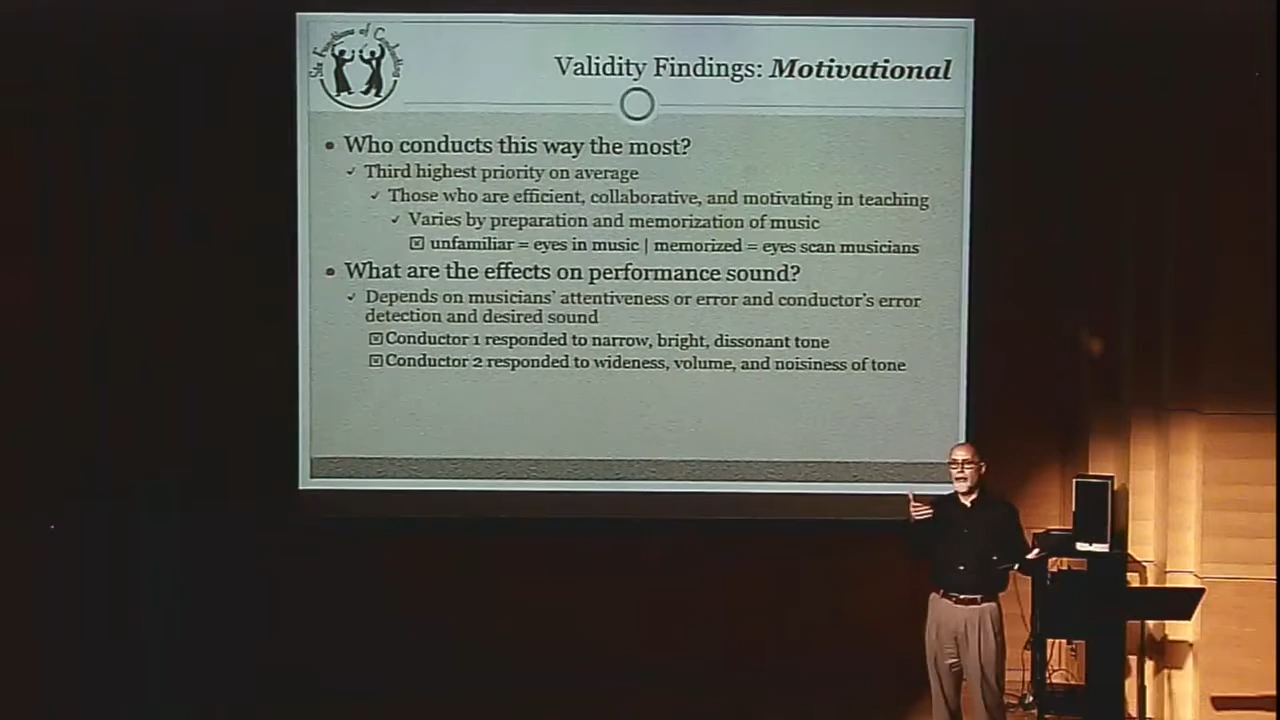 Six Functions of Conducting
Validity Findings: Motivational
• Who conducts this way the most?
✓ Third highest priority on average
✓ Those who are efficient, collaborative, and motivating in teaching
✓ Varies by preparation and memorization of music
☒ unfamiliar = eyes in music | memorized = eyes scan musicians
• What are the effects on performance sound?
✓ Depends on musicians' attentiveness or error and conductor's error
detection and desired sound
☒ Conductor 1 responded to narrow, bright, dissonant tone
☒ Conductor 2 responded to wideness, volume, and noisiness of tone